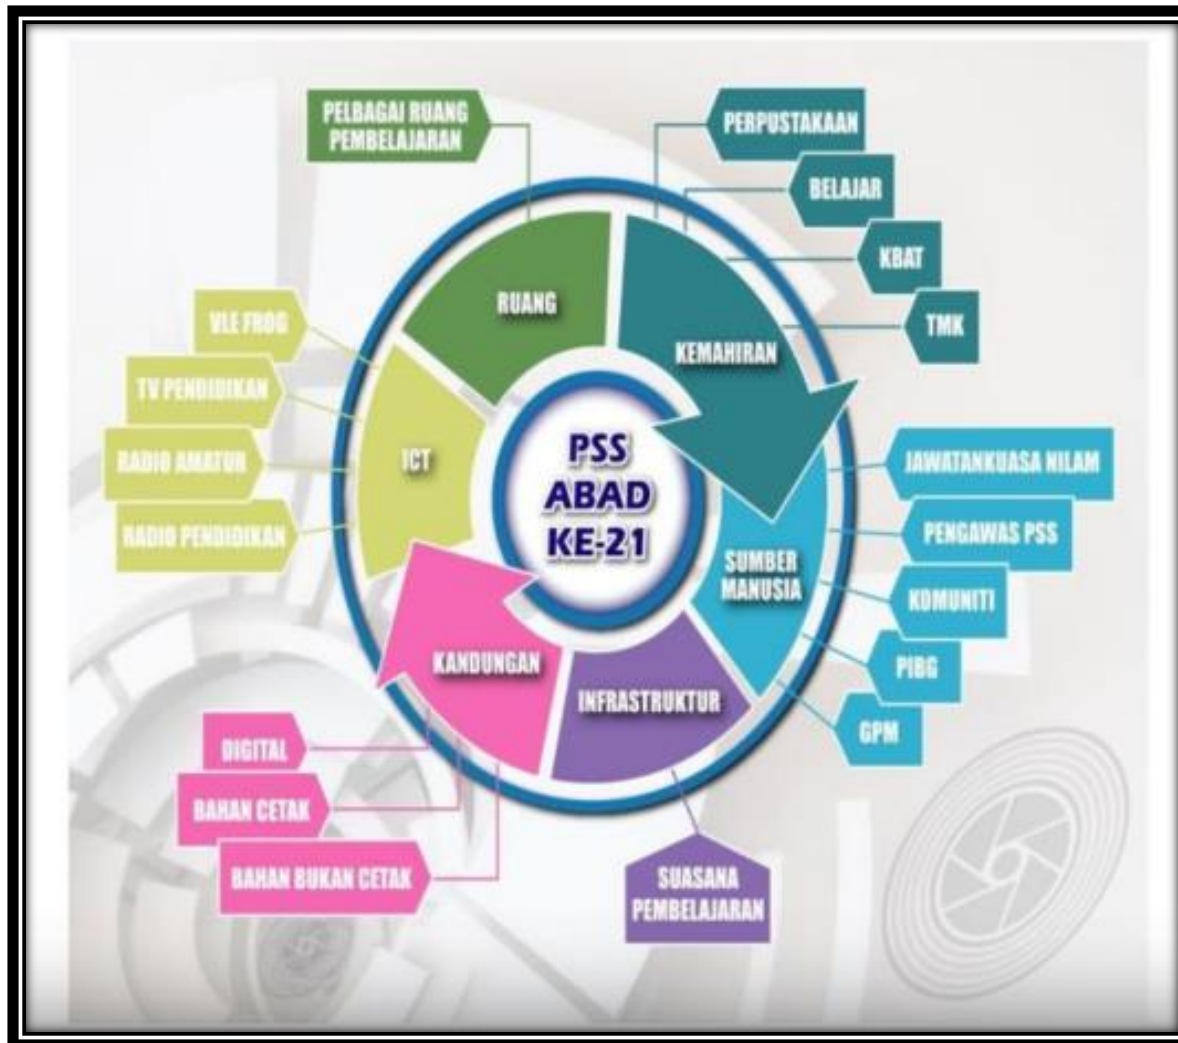 PELBAGAI RUANG
PEMBELAJARAN
PERPUSTAKAAN
BELAJAR
KBAT
TMK
RUANG
KEMAHIRAN
VLE FROG
TV PENDIDIKAN
RADIO AMATUR
RADIO PENDIDIKAN
ICT
PSS
ABAD
KE-21
JAWATANKUASA NILAM
PENGAWAS PSS
KOMUNITI
PIBG
GPM
SUMBER
MANUSIA
KANDUNGAN
INFRASTRUKTUR
DIGITAL
BAHAN CETAK
BAHAN BUKAN CETAK
SUASANA
PEMBELAJARAN